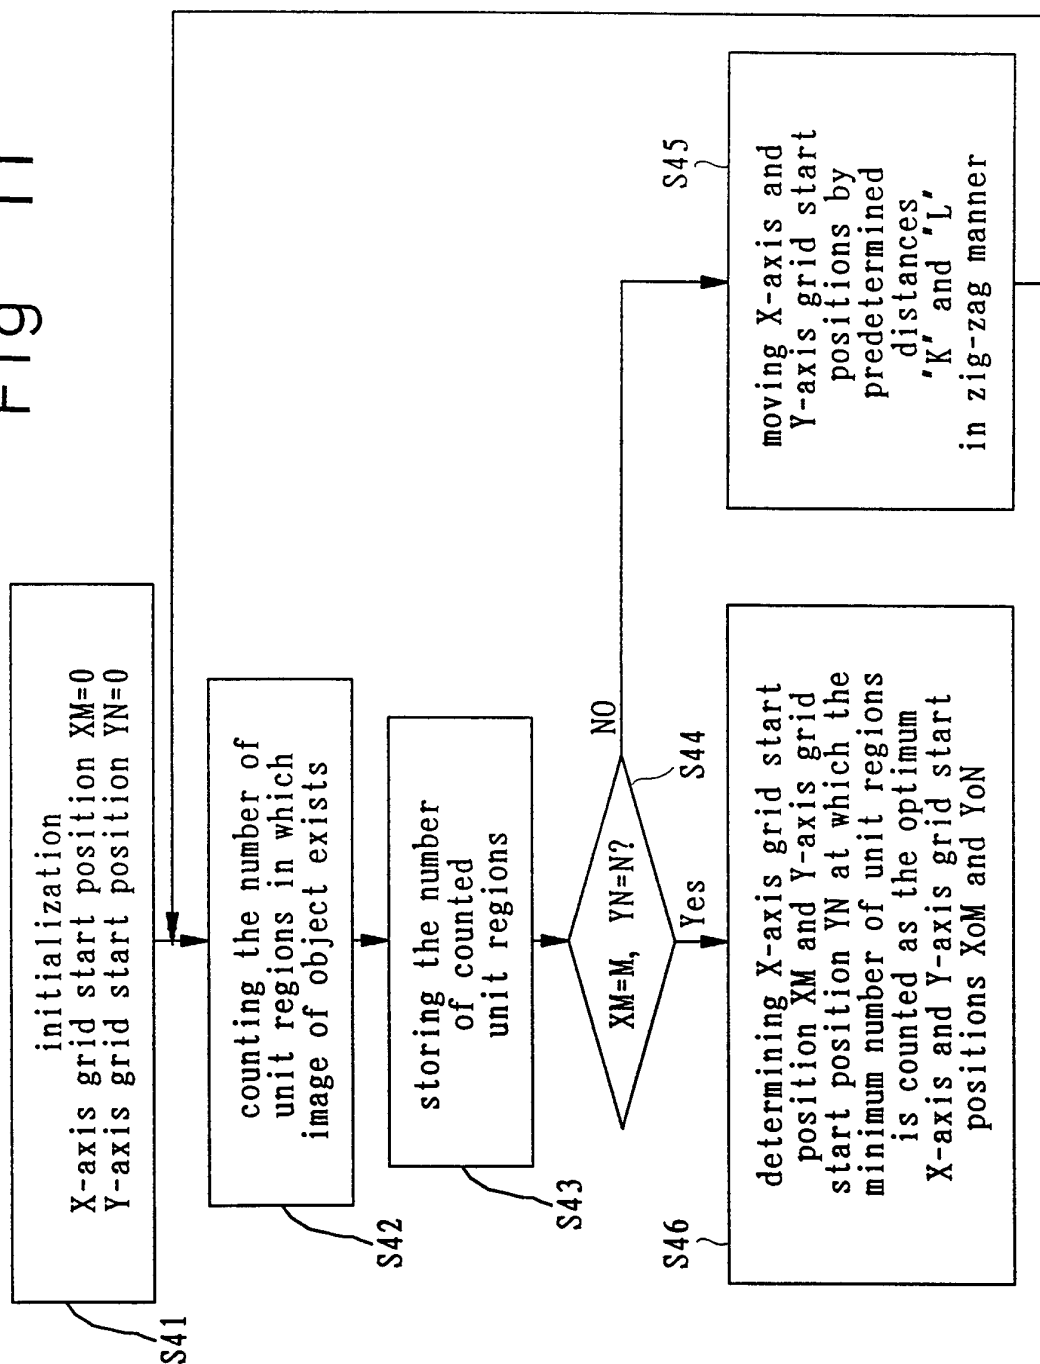 Fig 11
S41
initialization
X-axis grid start position XM=0
Y-axis grid start position YN=0
S42
counting the number of
unit regions in which
image of object exists
S43
storing the number
of counted
unit regions
XM=M, YN=N?
S44
NO
Yes
S45
moving X-axis and
Y-axis grid start
positions by
predetermined
distances
"K" and "L"
in zig-zag manner
S46
determining X-axis grid start
position XM and Y-axis grid
start position YN at which the
minimum number of unit regions
is counted as the optimum
X-axis and Y-axis grid start
positions XoM and YoN